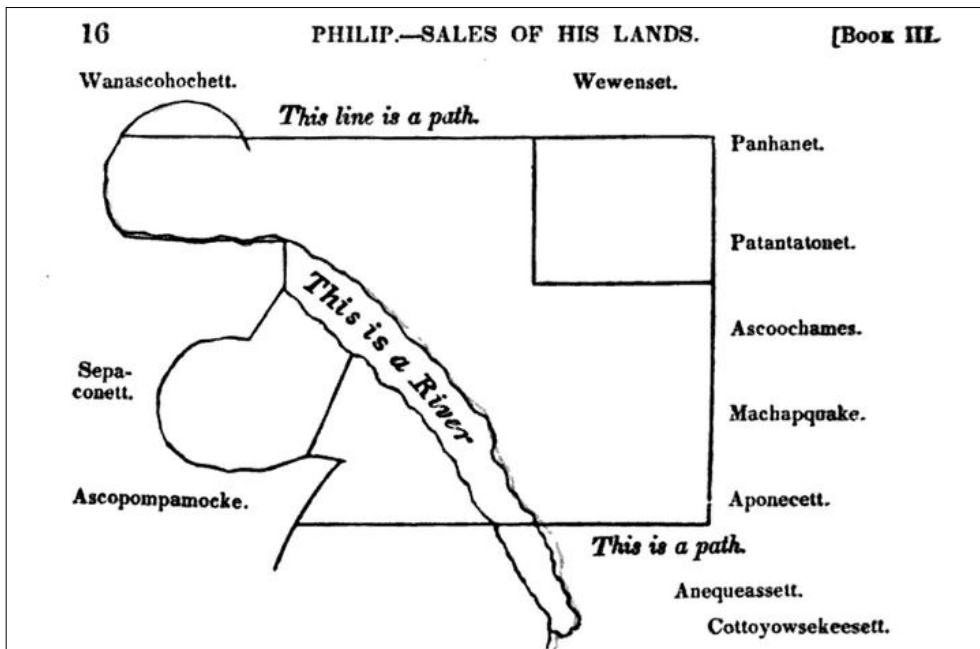 16 PHILIP.—SALES OF HIS LANDS. [BOOK III.
Wanascohochett. Wewenset.
This line is a path.
Panhanet.
Patantatonet.
This is a River
Ascoochames.
Sepa-
conett.
Machapquake.
Ascopompamocke.
Aponecett.
This is a path.
Anequeassett.
Cottoyowsekeesett.